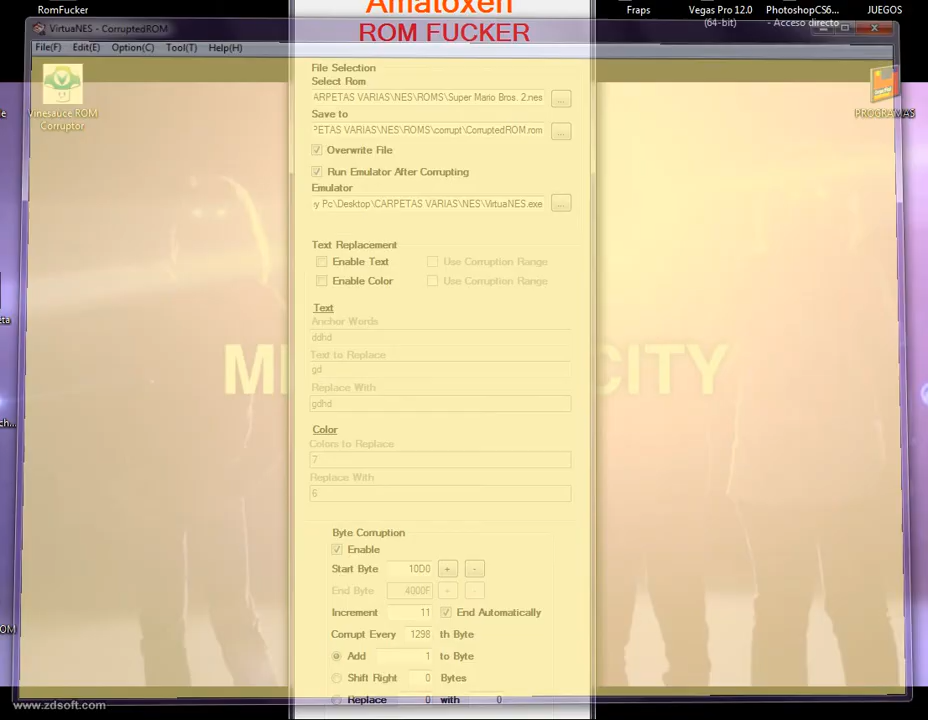 RomFucker
Amatoxen
Fraps
Vegas Pro 12.0
(64-bit)
PhotoshopCS6...
- Acceso directo
JUEGOS
VirtuaNES - CorruptedROM
ROM FUCKER
File(F) Edit(E) Option(C) Tool(T) Help(H)
File Selection
Select Rom
ARPETAS VARIAS\NES\ROMS\Super Mario Bros. 2.nes ...
Save to
PETAS VARIAS\NES\ROMS\corrupt\CorruptedROM.rom ...
Vinesauce ROM
Corruptor
PROGRAMAS
Overwrite File
Run Emulator After Corrupting
Emulator
y Pc\Desktop\CARPETAS VARIAS\NES\VirtuaNES.exe ...
Text Replacement
Enable Text Use Corruption Range
Enable Color Use Corruption Range
Text
Anchor Words
ddhd
Text to Replace
gd
Replace With
gdhd
CITY
Color
Colors to Replace
7
Replace With
6
Byte Corruption
Enable
Start Byte 10D0 + -
End Byte 4000F + -
Increment 11 End Automatically
Corrupt Every 1298 th Byte
Add 1 to Byte
Shift Right 0 Bytes
Replace 0 with 0
www.zdsoft.com